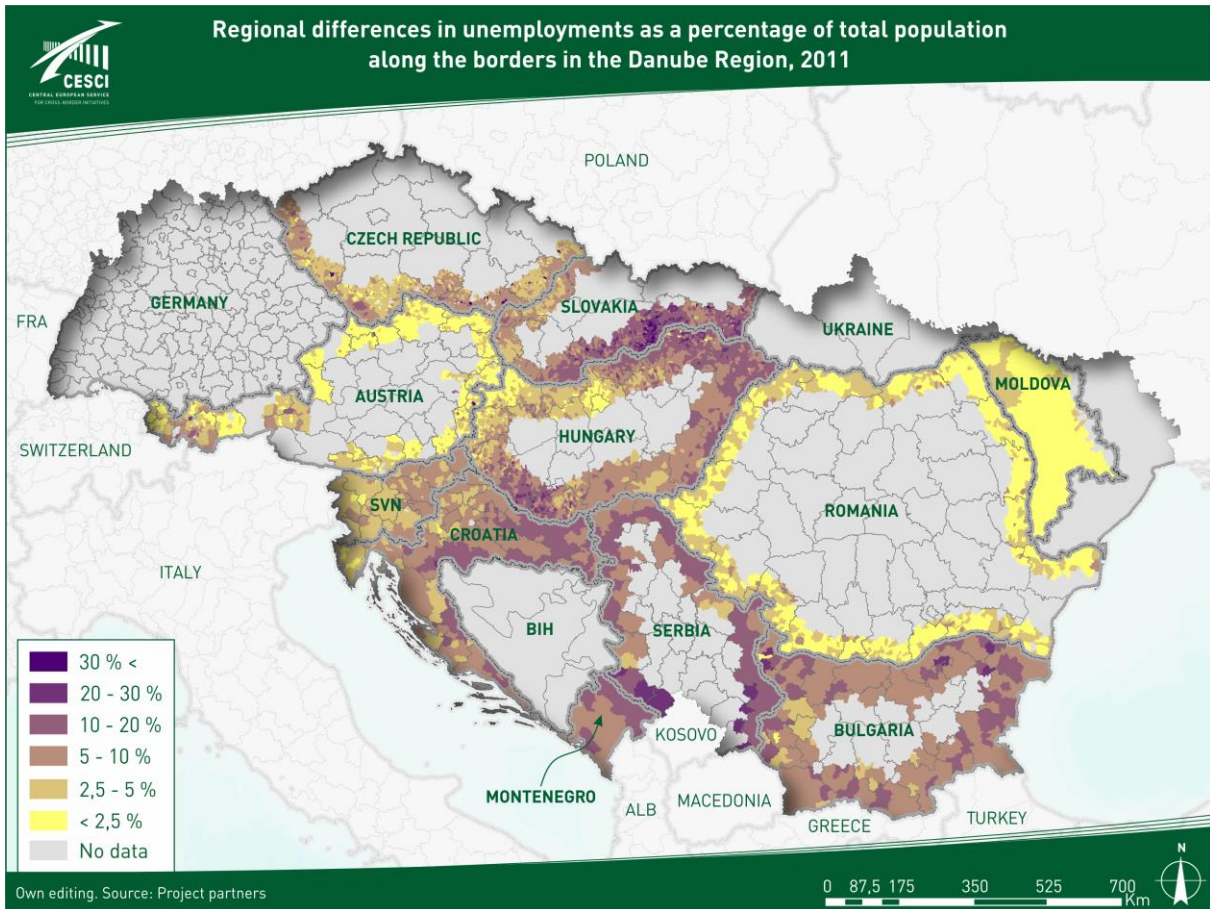 Regional differences in unemployments as a percentage of total population
along the borders in the Danube Region, 2011
CESCI
CENTRAL EUROPEAN SERVICE
FOR CROSS-BORDER INITIATIVES
POLAND
CZECH REPUBLIC
GERMANY
SLOVAKIA
FRA
UKRAINE
MOLDOVA
AUSTRIA
SWITZERLAND
HUNGARY
SVN
ROMANIA
CROATIA
ITALY
BIH
SERBIA
KOSOVO
BULGARIA
MONTENEGRO
ALB
MACEDONIA
GREECE
TURKEY
30 % <
20 - 30 %
10 - 20 %
5 - 10 %
2,5 - 5 %
< 2,5 %
No data
Own editing. Source: Project partners
0 87,5 175 350 525 700
Km
N